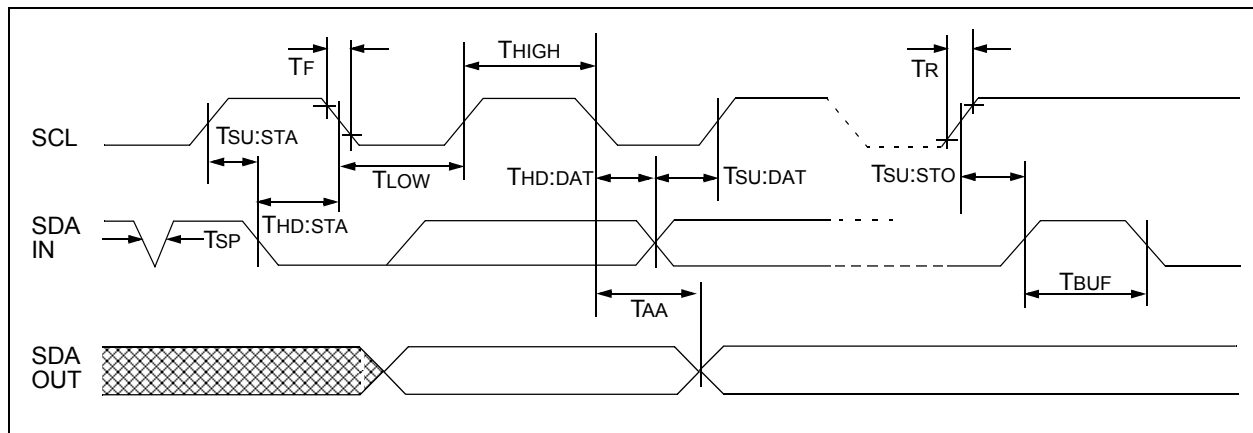 TF
THIGH
TR
SCL
TSU:STA
TLOW
THD:DAT
TSU:DAT
TSU:STO
SDA
IN
TSP
THD:STA
TBUF
TAA
SDA
OUT